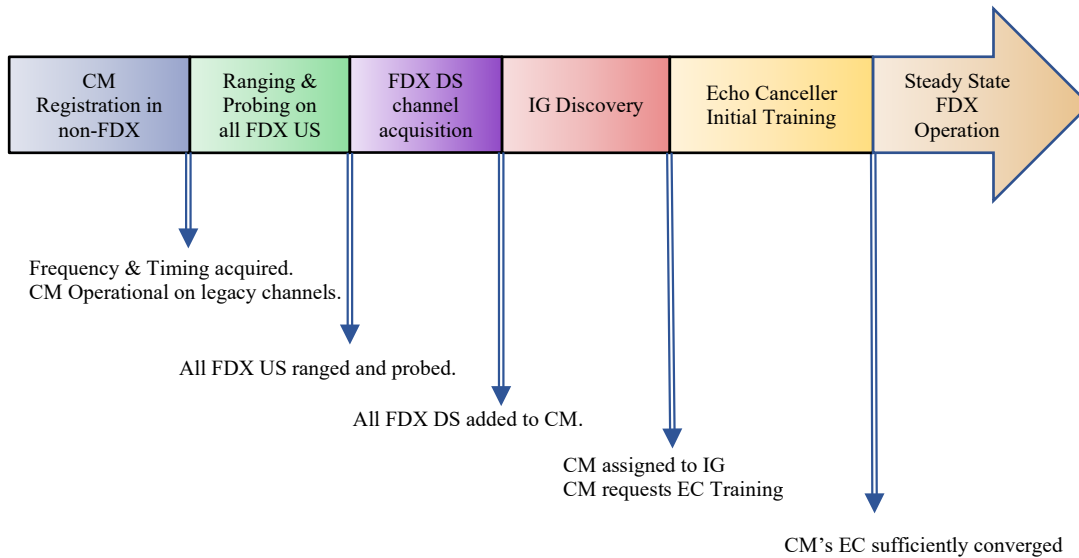 CM
Registration in
non-FDX
Ranging &
Probing on
all FDX US
FDX DS
channel
acquisition
IG Discovery
Echo Canceller
Initial Training
Steady State
FDX
Operation
Frequency & Timing acquired.
CM Operational on legacy channels.
All FDX US ranged and probed.
All FDX DS added to CM.
CM assigned to IG
CM requests EC Training
CM’s EC sufficiently converged